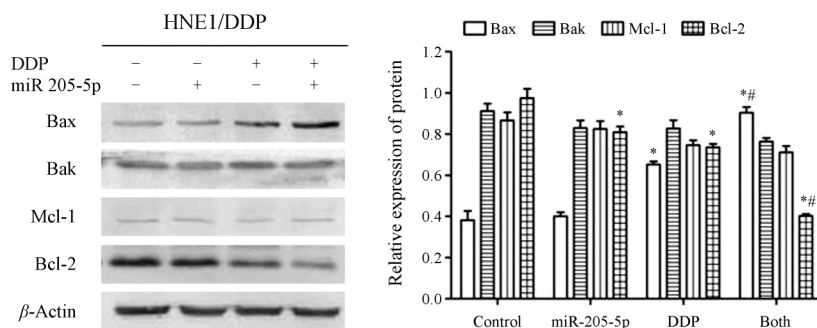 HNE1/DDP
DDP - - + +
miR 205-5p - + - +
Bax
Bak
Mcl-1
Bcl-2
β-Actin
Bax Bak Mcl-1 Bcl-2
Relative expression of protein
1.2
1.0
0.8
0.6
0.4
0.2
0.0
*
*
*
*#
*#
Control miR-205-5p DDP Both